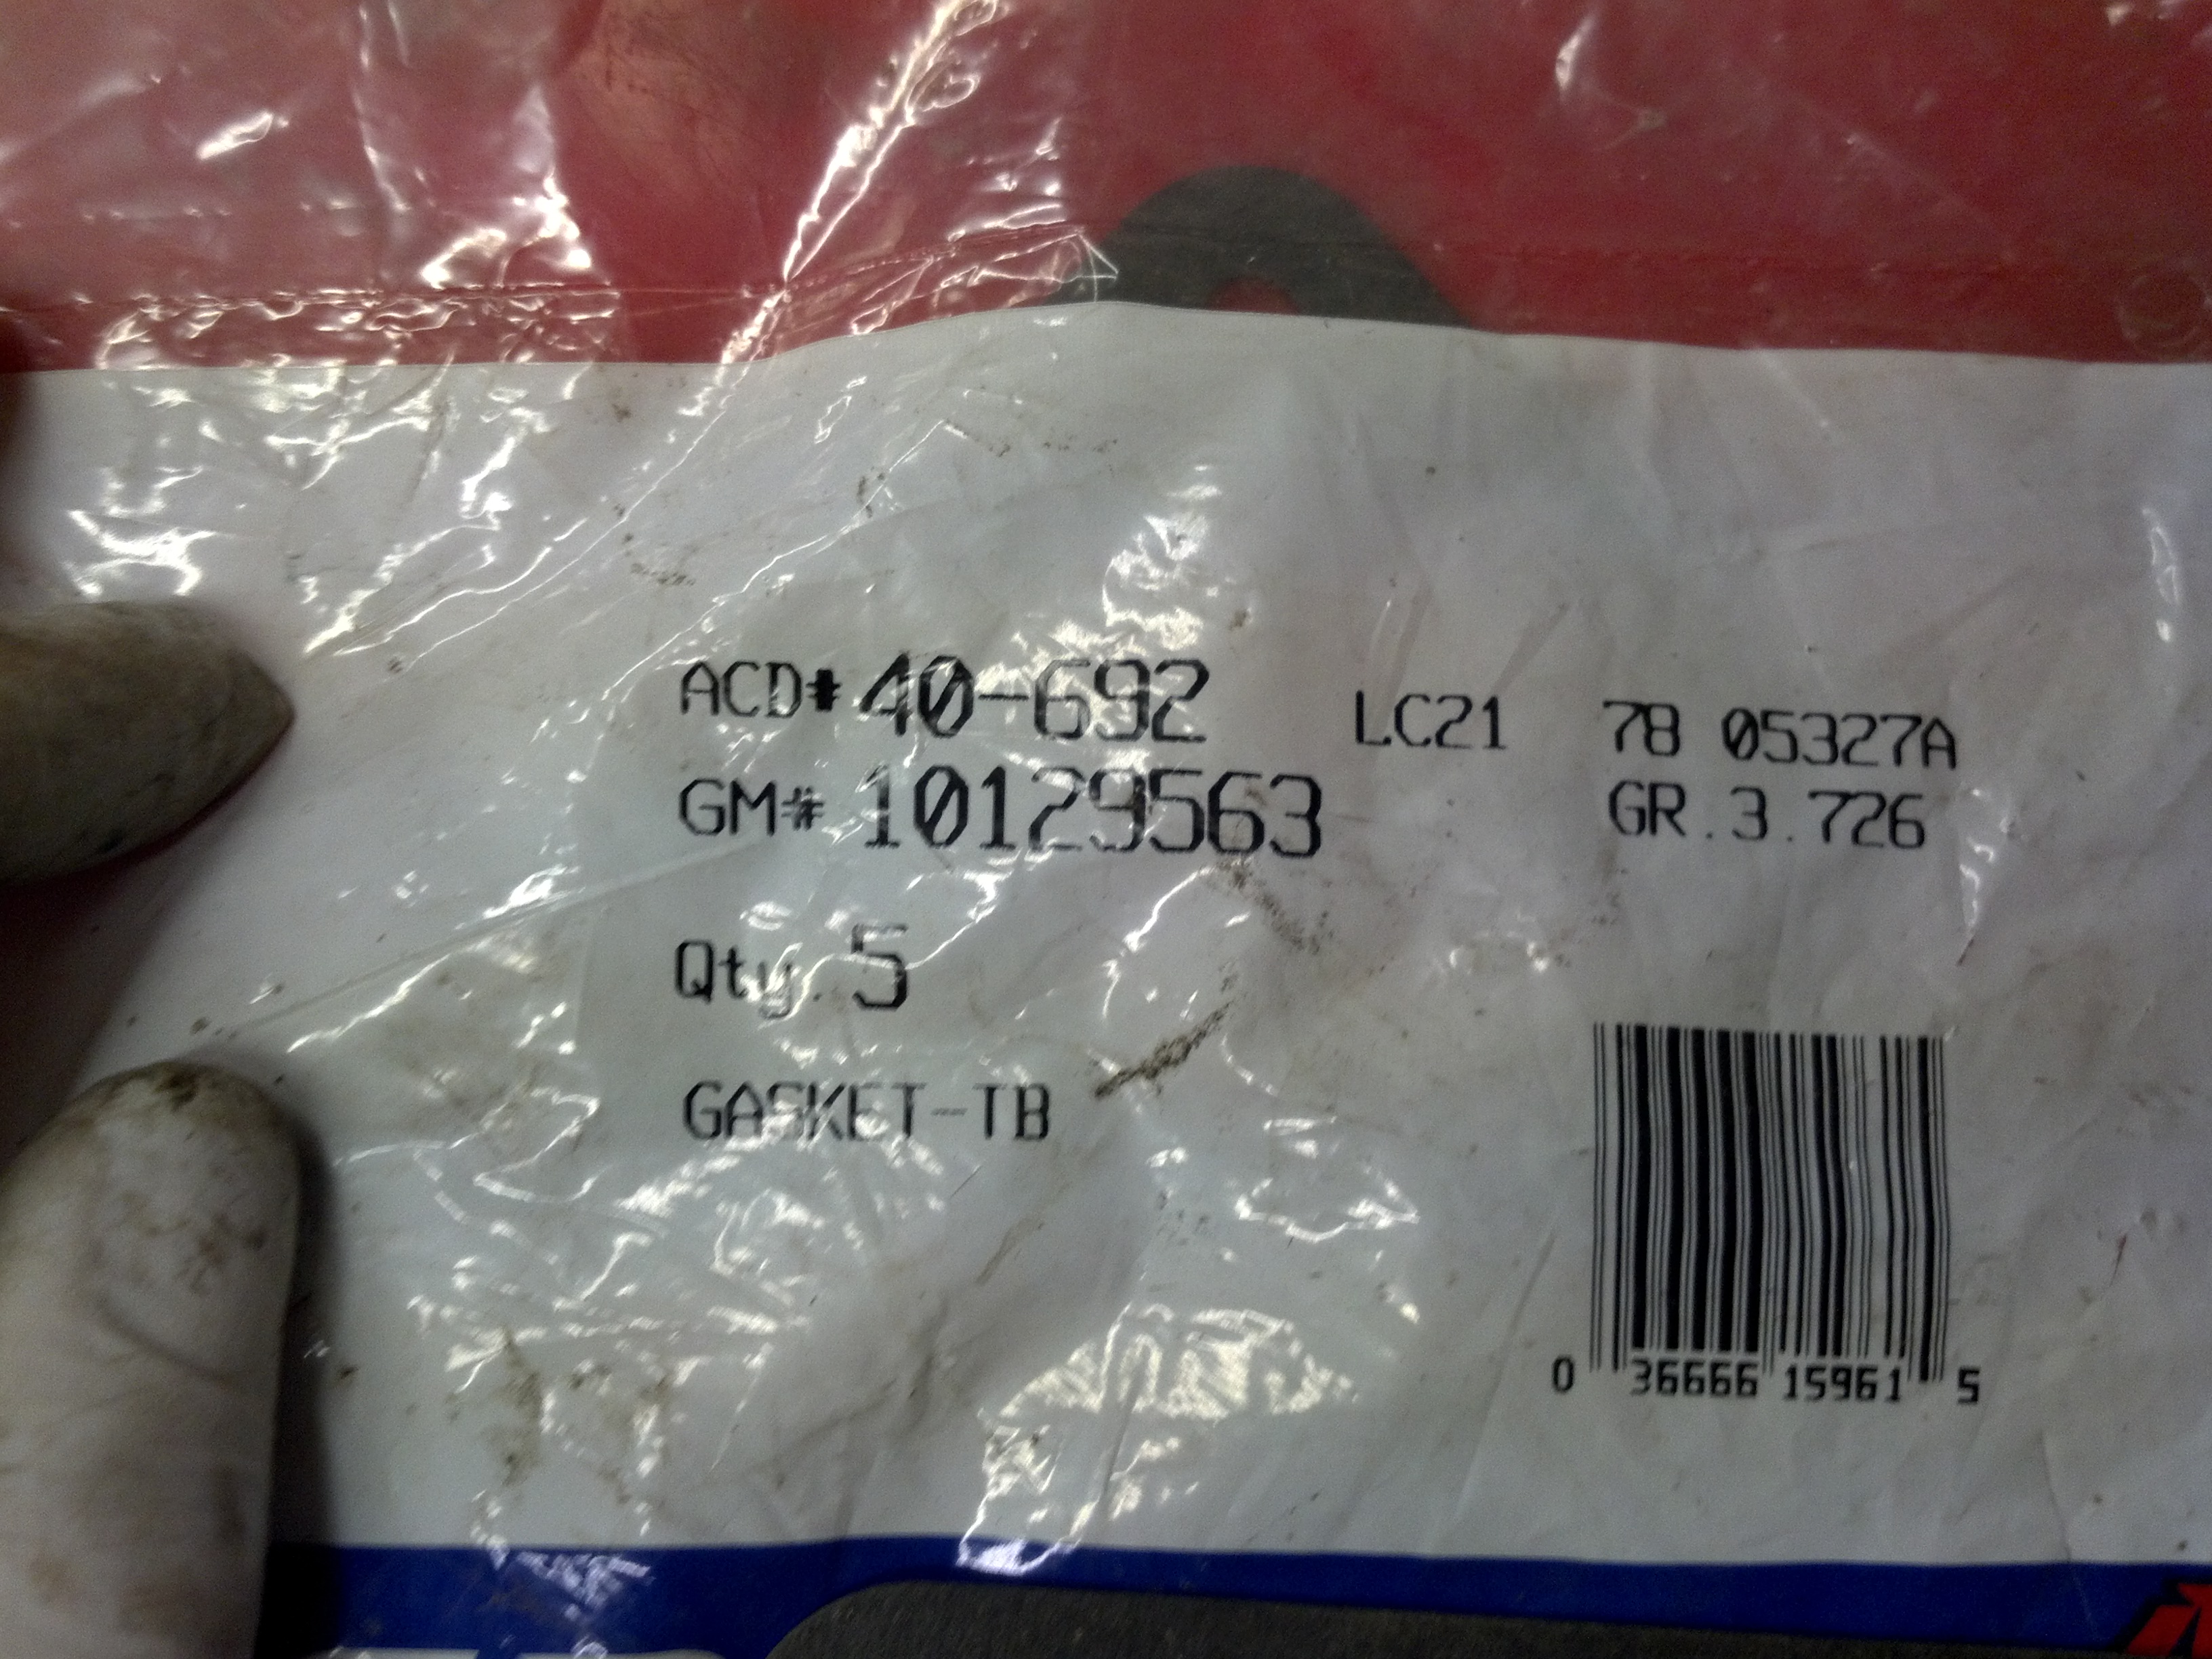 ACD# 40-692 LC21 78 05327A
GM# 10129563 GR.3.726
Qty. 5
GASKET-TB
0 36666 15961 5